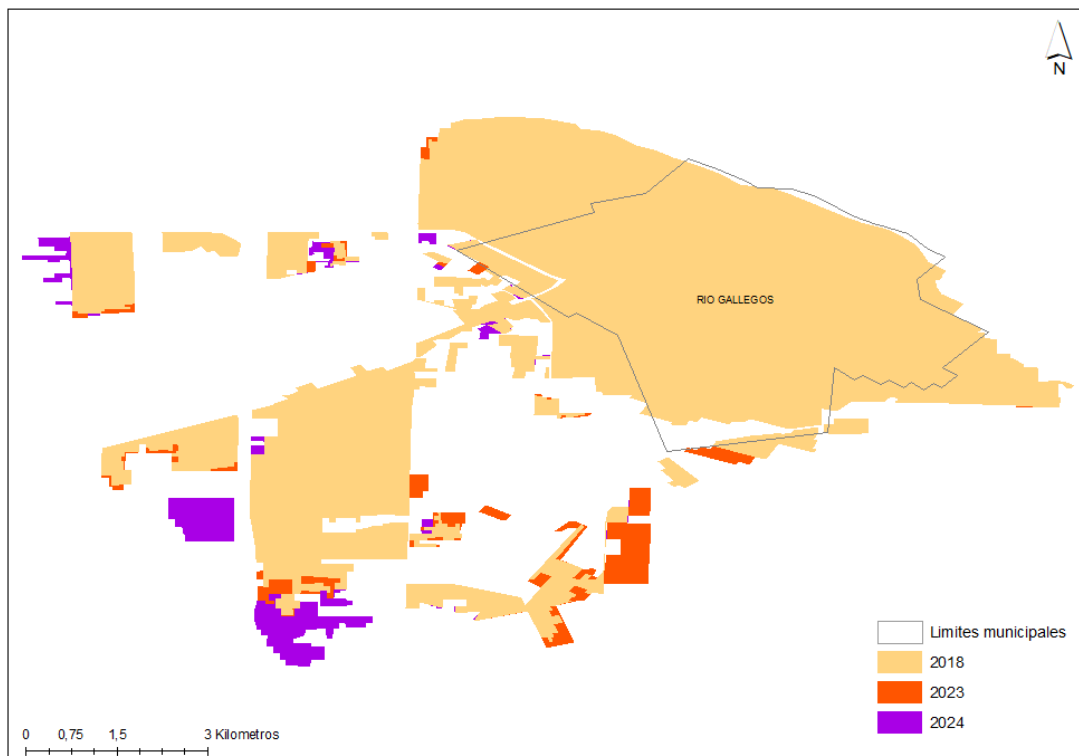 N
RIO GALLEGOS
Limites municipales
2018
2023
2024
0 0,75 1,5 3 Kilometros